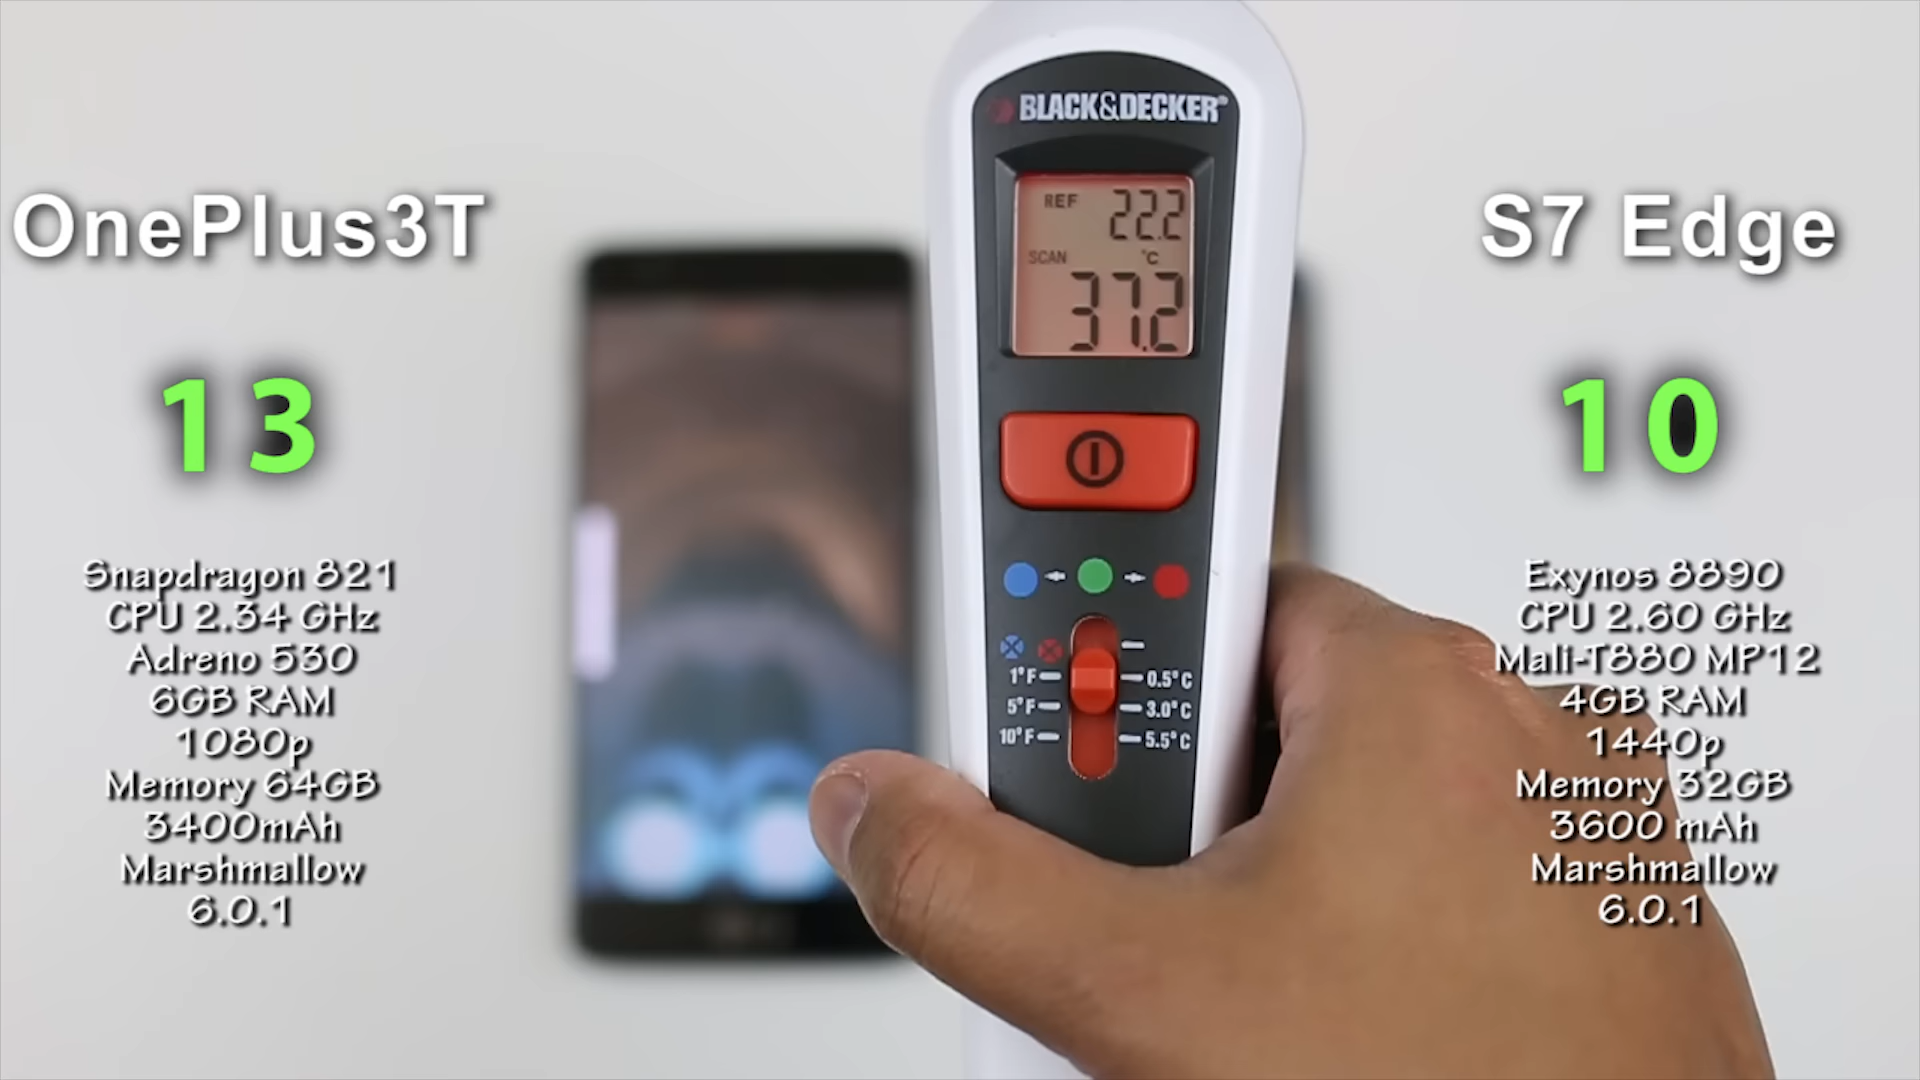 BLACK&DECKER®
REF 22.2
SCAN °C
37.2
1°F 0.5°C
5°F 3.0°C
10°F 5.5°C
OnePlus3T
13
Snapdragon 821
CPU 2.34 GHz
Adreno 530
6GB RAM
1080p
Memory 64GB
3400mAh
Marshmallow
6.0.1
S7 Edge
10
Exynos 8890
CPU 2.60 GHz
Mali-T880 MP12
4GB RAM
1440p
Memory 32GB
3600 mAh
Marshmallow
6.0.1